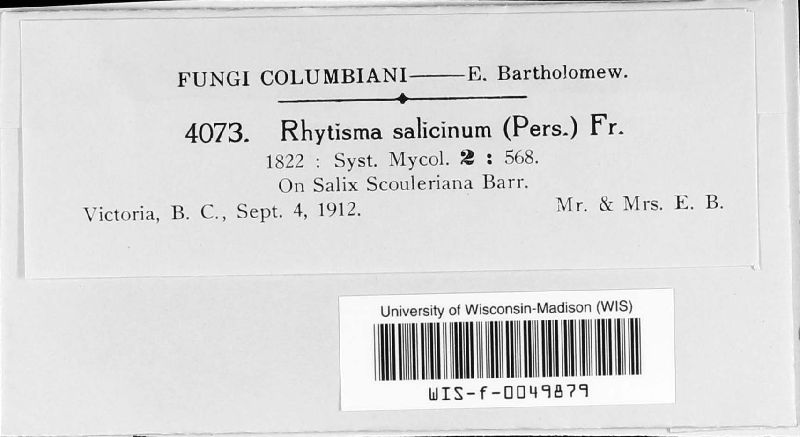 FUNGI COLUMBIANI——E. Bartholomew.
4073. Rhytisma salicinum (Pers.) Fr.
1822 : Syst. Mycol. 2 : 568.
On Salix Scouleriana Barr.
Victoria, B. C., Sept. 4, 1912. Mr. & Mrs. E. B.
University of Wisconsin-Madison (WIS)
WIS-f-0049879